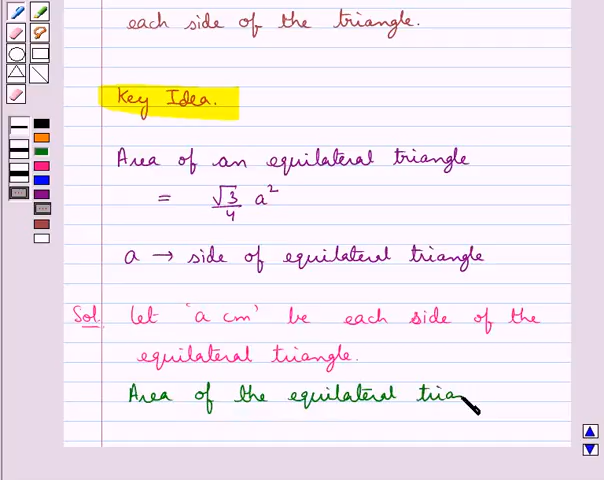 each side of the triangle.
Key Idea.
Area of an equilateral triangle
= √3/4 a²
a → side of equilateral triangle
Sol. Let 'a cm' be each side of the
equilateral triangle.
Area of the equilateral trian